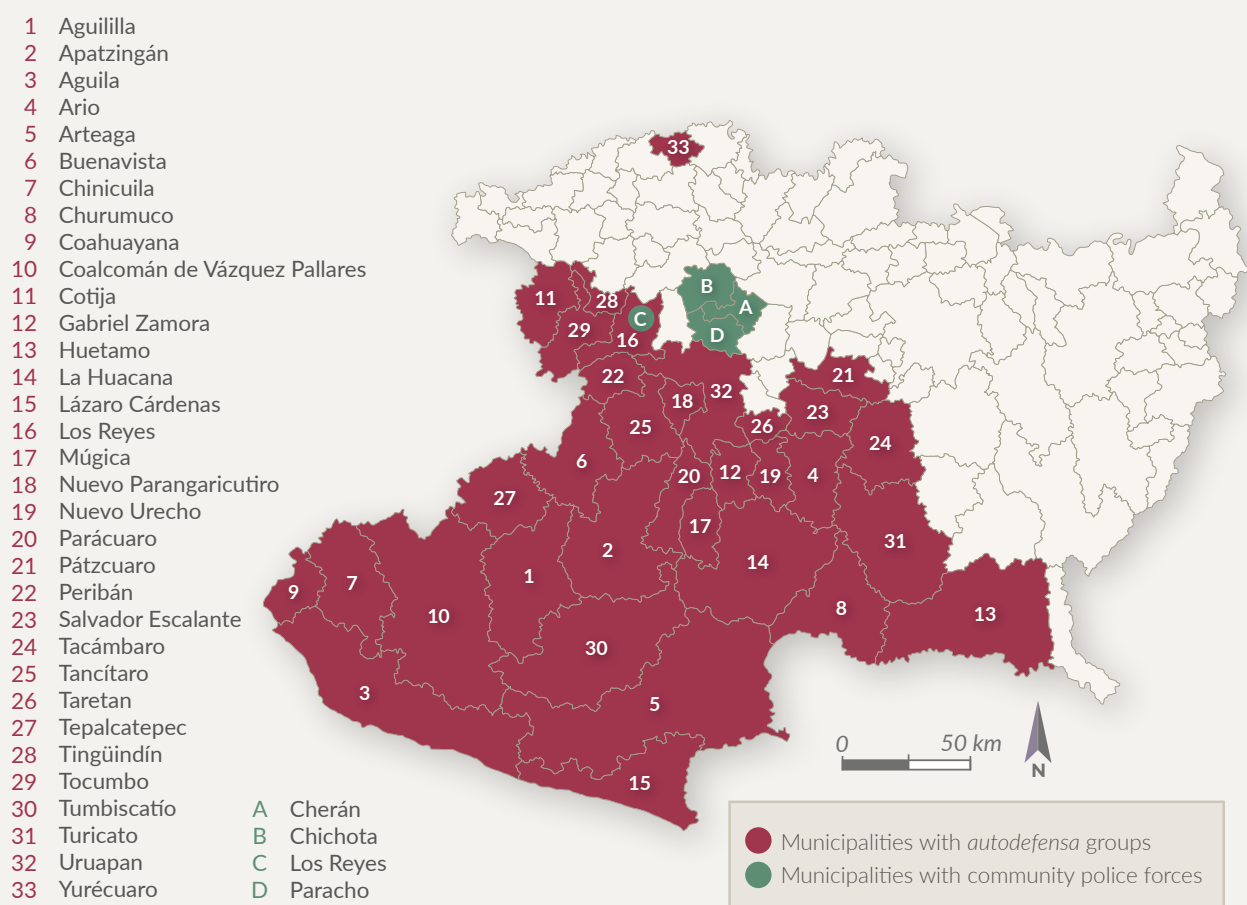 1 Aguililla
2 Apatzingán
3 Aguila
4 Ario
5 Arteaga
6 Buenavista
7 Chinicuila
8 Churumuco
9 Coahuayana
10 Coalcomán de Vázquez Pallares
11 Cotija
12 Gabriel Zamora
13 Huetamo
14 La Huacana
15 Lázaro Cárdenas
16 Los Reyes
17 Múgica
18 Nuevo Parangaricutiro
19 Nuevo Urecho
20 Parácuaro
21 Pátzcuaro
22 Peribán
23 Salvador Escalante
24 Tacámbaro
25 Tancítaro
26 Taretan
27 Tepalcatepec
28 Tingüindín
29 Tocumbo
30 Tumbiscatío
31 Turicato
32 Uruapan
33 Yurécuaro
A Cherán
B Chichota
C Los Reyes
D Paracho
33
B
11
28
A
C
29
D
16
22
21
32
18
23
26
25
24
6
20
12
19
4
27
17
31
2
14
1
7
9
8
13
10
30
3
5
15
0 50 km
N
Municipalities with autodefensa groups
Municipalities with community police forces